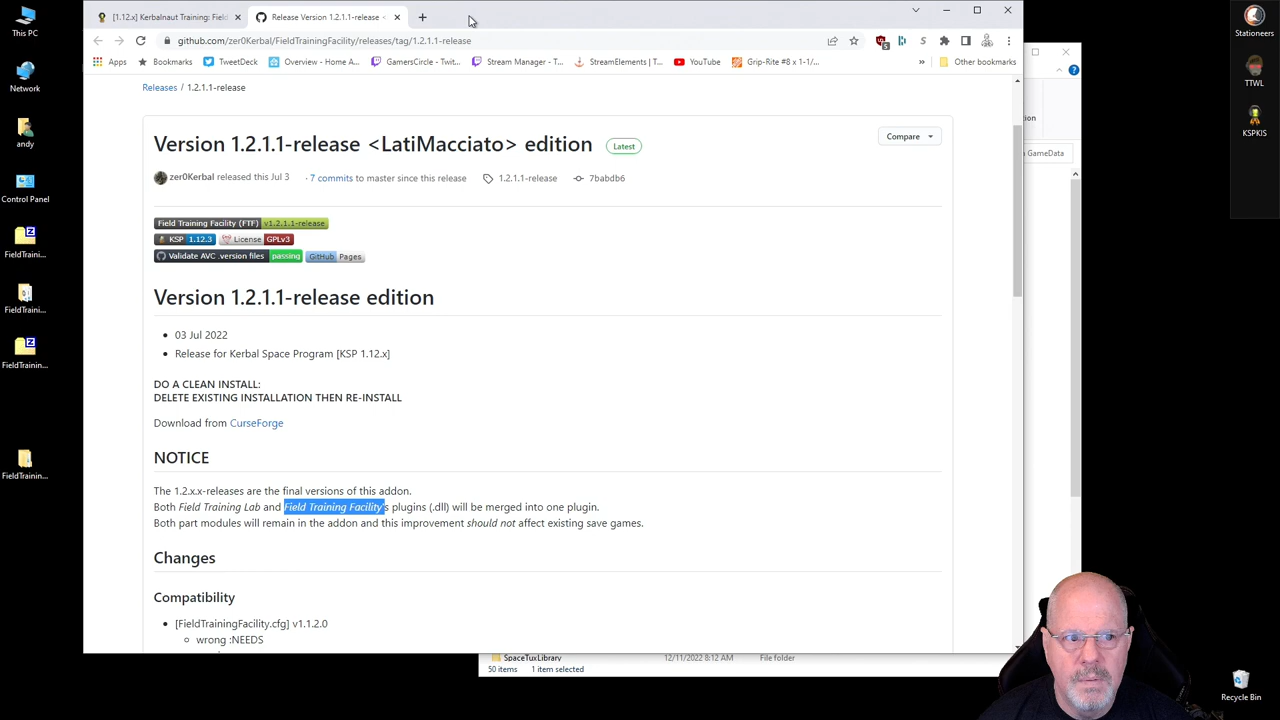 This PC
Network
andy
Control Panel
FieldTraini...
FieldTraini...
FieldTrainin...
FieldTrainin...
[1.12.x] Kerbalnaut Training: Field
Release Version 1.2.1.1-release <
github.com/zer0Kerbal/FieldTrainingFacility/releases/tag/1.2.1.1-release
5
Apps
Bookmarks
TweetDeck
Overview - Home A...
GamersCircle - Twit...
Stream Manager - T...
StreamElements | T...
YouTube
Grip-Rite #8 x 1-1/...
»
Other bookmarks
Releases / 1.2.1.1-release
Version 1.2.1.1-release <LatiMacciato> edition
Latest
Compare
zer0Kerbal released this Jul 3
· 7 commits to master since this release
1.2.1.1-release
7babdb6
Field Training Facility (FTF) v1.2.1.1-release
KSP 1.12.3
License GPLv3
Validate AVC .version files passing
GitHub Pages
Version 1.2.1.1-release edition
• 03 Jul 2022
• Release for Kerbal Space Program [KSP 1.12.x]
DO A CLEAN INSTALL:
DELETE EXISTING INSTALLATION THEN RE-INSTALL
Download from CurseForge
NOTICE
The 1.2.x.x-releases are the final versions of this addon.
Both Field Training Lab and Field Training Facility's plugins (.dll) will be merged into one plugin.
Both part modules will remain in the addon and this improvement should not affect existing save games.
Changes
Compatibility
• [FieldTrainingFacility.cfg] v1.1.2.0
wrong :NEEDS
GameData
SpaceTuxLibrary
12/11/2022 8:12 AM
File folder
50 items
1 item selected
Stationeers
TTWL
KSPKIS
Recycle Bin